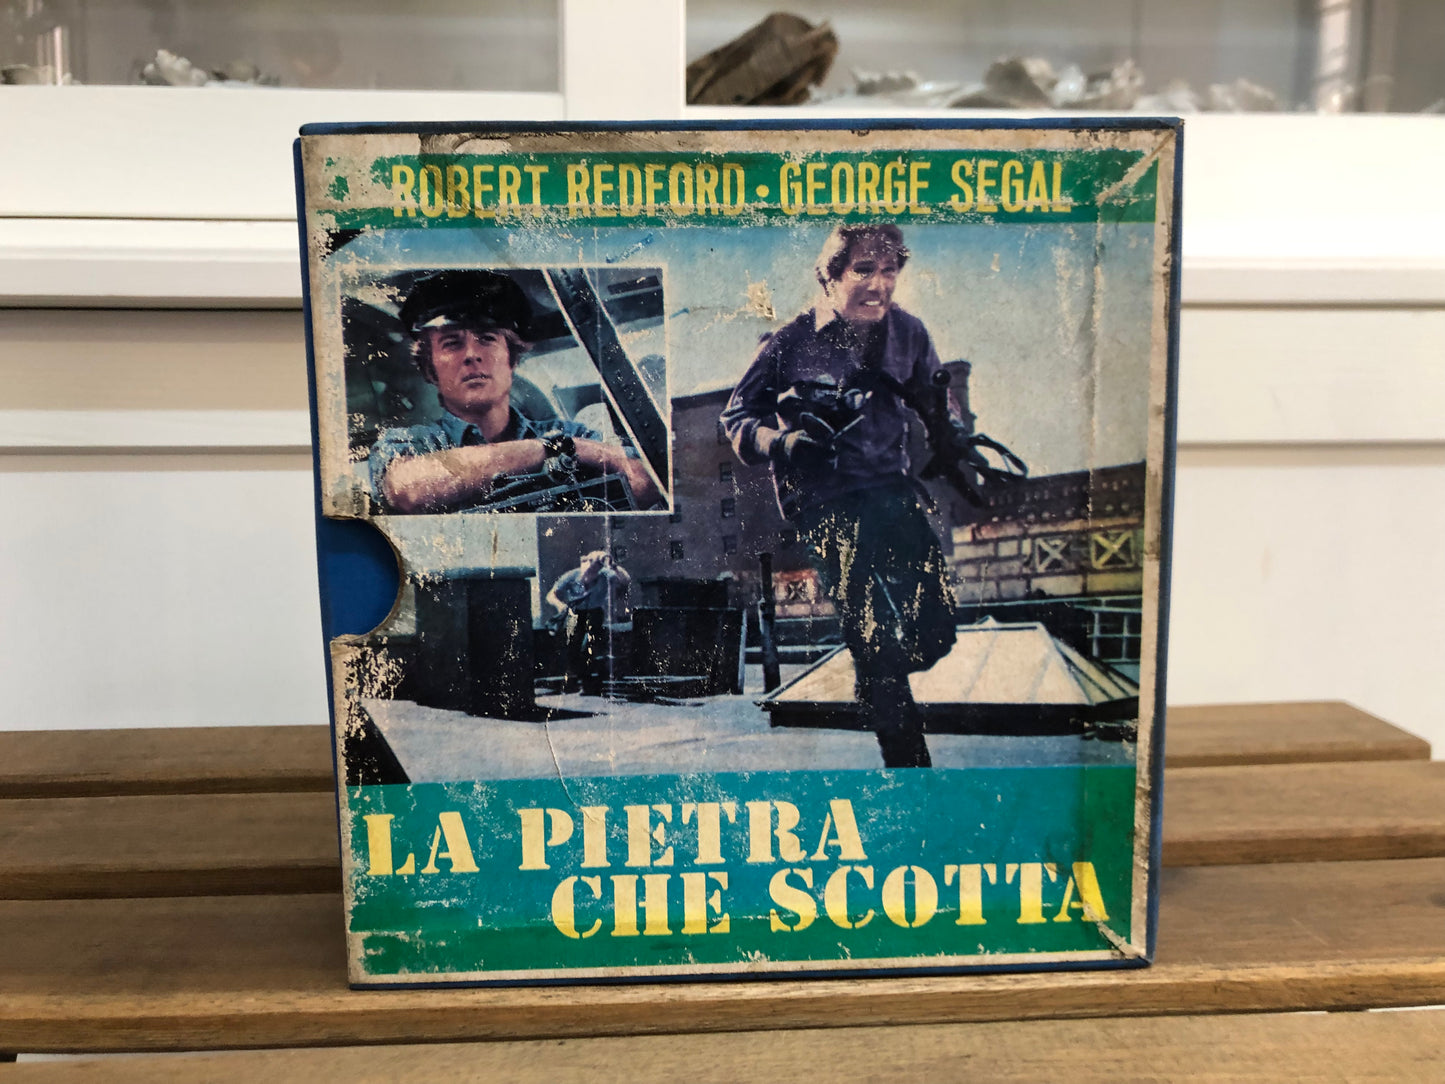 ROBERT REDFORD • GEORGE SEGAL
LA PIETRA
CHE SCOTTA